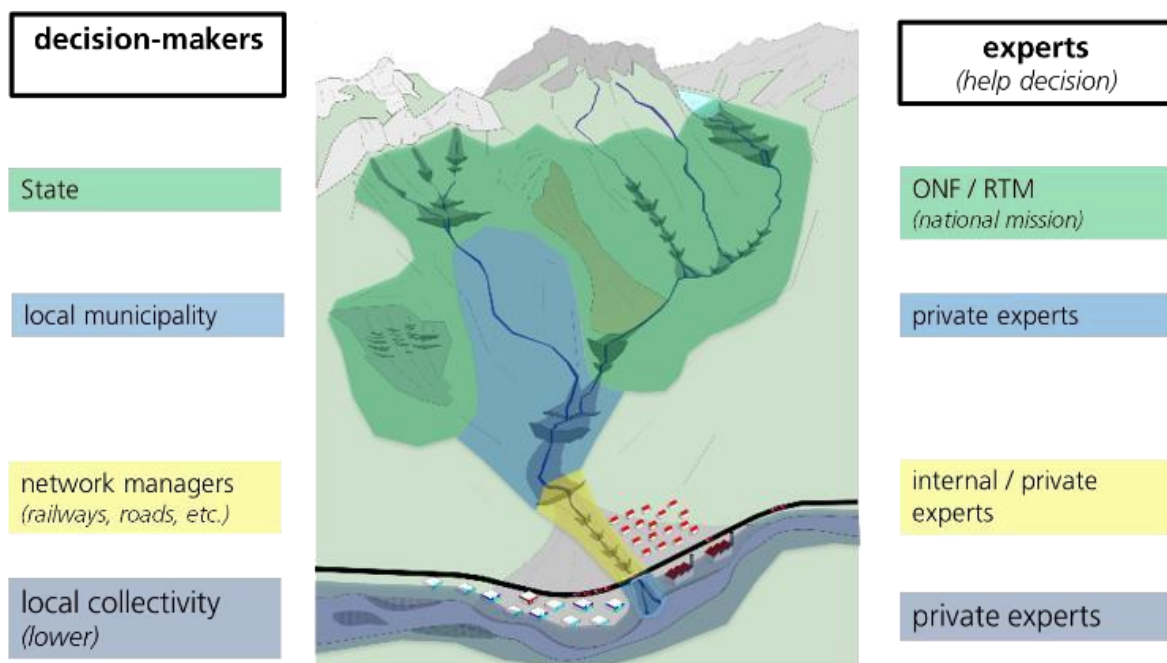 decision-makers
State
local municipality
network managers
(railways, roads, etc.)
local collectivity
(lower)
experts
(help decision)
ONF / RTM
(national mission)
private experts
internal / private
experts
private experts